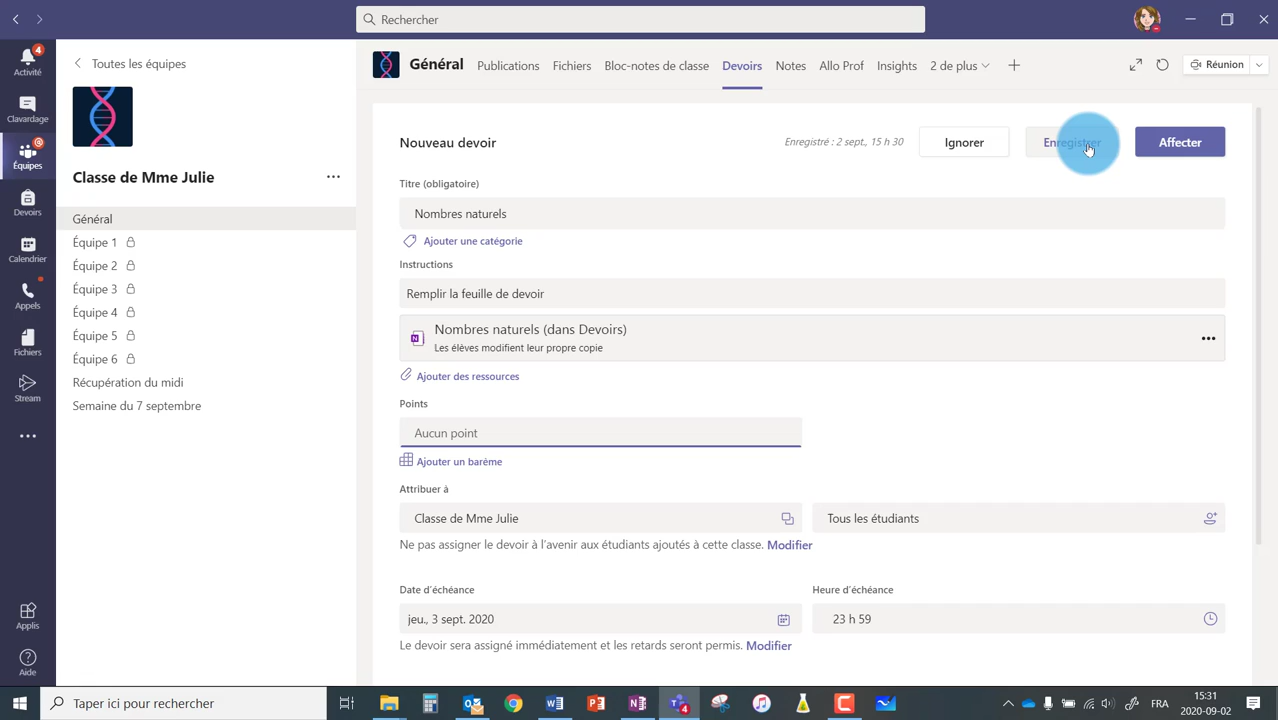 Rechercher
4
Activité
Clavardage
Équipes
Devoirs
Calendrier
Appels
Fichiers
Stream
Applis
Aide
Toutes les équipes
Classe de Mme Julie
Général
Équipe 1
Équipe 2
Équipe 3
Équipe 4
Équipe 5
Équipe 6
Récupération du midi
Semaine du 7 septembre
Général Publications Fichiers Bloc-notes de classe Devoirs Notes Allo Prof Insights 2 de plus
Réunion
Nouveau devoir
Enregistré : 2 sept., 15 h 30
Ignorer
Enregistrer
Affecter
Titre (obligatoire)
Nombres naturels
Ajouter une catégorie
Instructions
Remplir la feuille de devoir
Nombres naturels (dans Devoirs)
Les élèves modifient leur propre copie
Ajouter des ressources
Points
Aucun point
Ajouter un barème
Attribuer à
Classe de Mme Julie
Tous les étudiants
Ne pas assigner le devoir à l'avenir aux étudiants ajoutés à cette classe. Modifier
Date d'échéance
Heure d'échéance
jeu., 3 sept. 2020
23 h 59
Le devoir sera assigné immédiatement et les retards seront permis. Modifier
Taper ici pour rechercher
4
FRA
15:31
2020-09-02